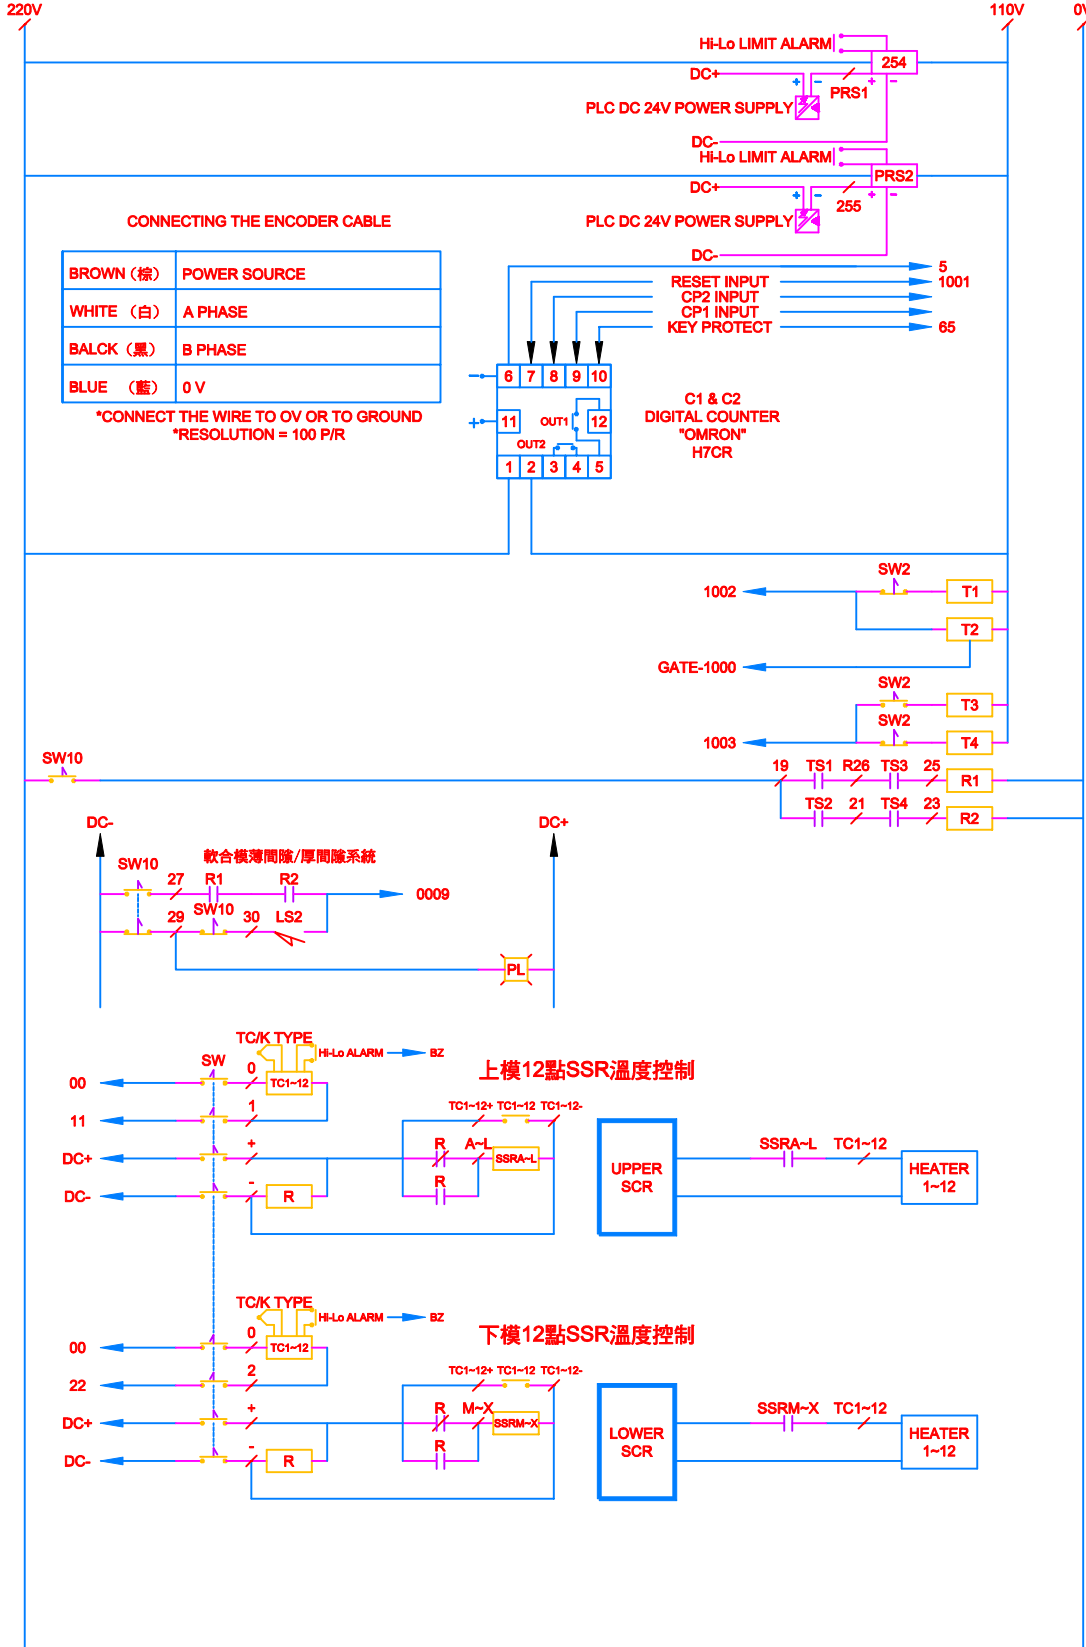 220V
110V
0V
Hi-Lo LIMIT ALARM
254
DC+
+ -
PRS1
+ -
PLC DC 24V POWER SUPPLY
DC-
Hi-Lo LIMIT ALARM
PRS2
DC+
+ -
255
+ -
PLC DC 24V POWER SUPPLY
DC-
CONNECTING THE ENCODER CABLE
BROWN (棕) POWER SOURCE
WHITE (白) A PHASE
BALCK (黑) B PHASE
BLUE (藍) 0 V
*CONNECT THE WIRE TO OV OR TO GROUND
*RESOLUTION = 100 P/R
5
RESET INPUT 1001
CP2 INPUT
CP1 INPUT
KEY PROTECT 65
- 6 7 8 9 10
+ 11 OUT1 12
OUT2
1 2 3 4 5
C1 & C2
DIGITAL COUNTER
"OMRON"
H7CR
SW2
1002 T1
T2
GATE-1000
SW2
T3
SW2
1003 T4
SW10
19 TS1 R26 TS3 25 R1
TS2 21 TS4 23 R2
DC- DC+
軟合模薄間隙/厚間隙系統
SW10 27 R1 R2 0009
29 SW10 30 LS2
PL
TC/K TYPE
Hi-Lo ALARM BZ
SW
00 0 TC1~12
11 1
DC+ +
DC- - R
上模12點SSR溫度控制
TC1~12+ TC1~12 TC1~12-
R A~L SSRA~L
R
UPPER
SCR
SSRA~L TC1~12
HEATER
1~12
TC/K TYPE
Hi-Lo ALARM BZ
00 0 TC1~12
22 2
DC+ +
DC- - R
下模12點SSR溫度控制
TC1~12+ TC1~12 TC1~12-
R M~X SSRM~X
R
LOWER
SCR
SSRM~X TC1~12
HEATER
1~12